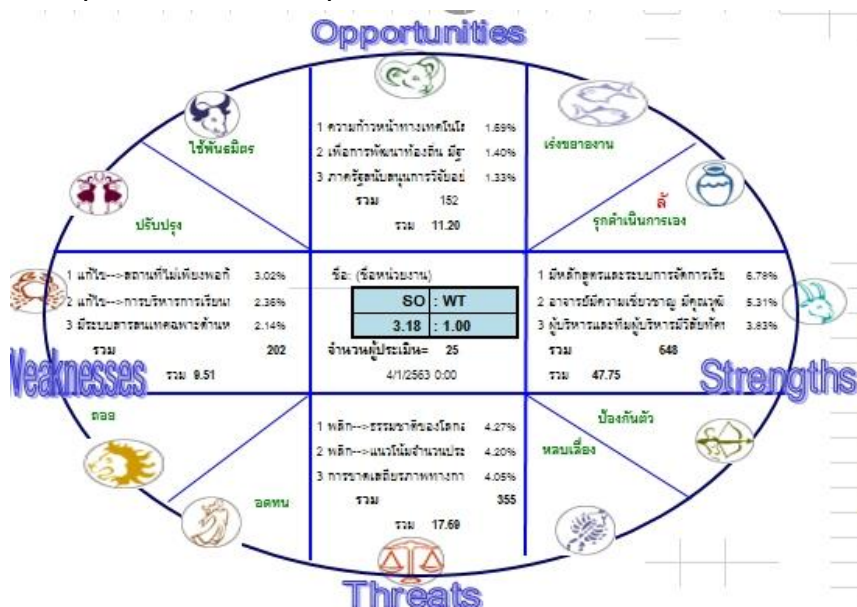 Opportunities
1 ความก้าวหน้าทางเทคโนโ 1.69%
2 เพื่อการพัฒนาท้องถิ่น มีฐ 1.40%
3 ภาครัฐสนับสนุนการวิจัยอย่ 1.33%
รวม 152
รวม 11.20
ใช้พันธมิตร
ปรับปรุง
เร่งขยายงาน
รุกดำเนินการเอง
1 แก้ไข-->สถานที่ไม่เพียงพอก้ 3.02%
2 แก้ไข-->การบริหารการเรียน 2.36%
3 มีระบบสารสนเทศเฉพาะด้านห 2.14%
รวม 202
รวม 9.51
Weaknesses
ชื่อ: (ชื่อหน่วยงาน)
SO : WT
3.18 : 1.00
จำนวนผู้ประเมิน= 25
4/1/2563 0:00
1 มีหลักสูตรและระบบการจัดการเรีย 6.78%
2 อาจารย์มีความเชี่ยวชาญ มีคุณวุฒิ 5.31%
3 ผู้บริหารและทีมผู้บริหารมีวิสัยทัศ 3.83%
รวม 648
รวม 47.75
Strengths
ถอย
อดทน
1 พลิก-->ธรรมชาติของโลก 4.27%
2 พลิก-->แนวโน้มจำนวนประ 4.20%
3 การขาดเสถียรภาพทางกา 4.05%
รวม 355
รวม 17.69
ป้องกันตัว
หลบเลี่ยง
Threats